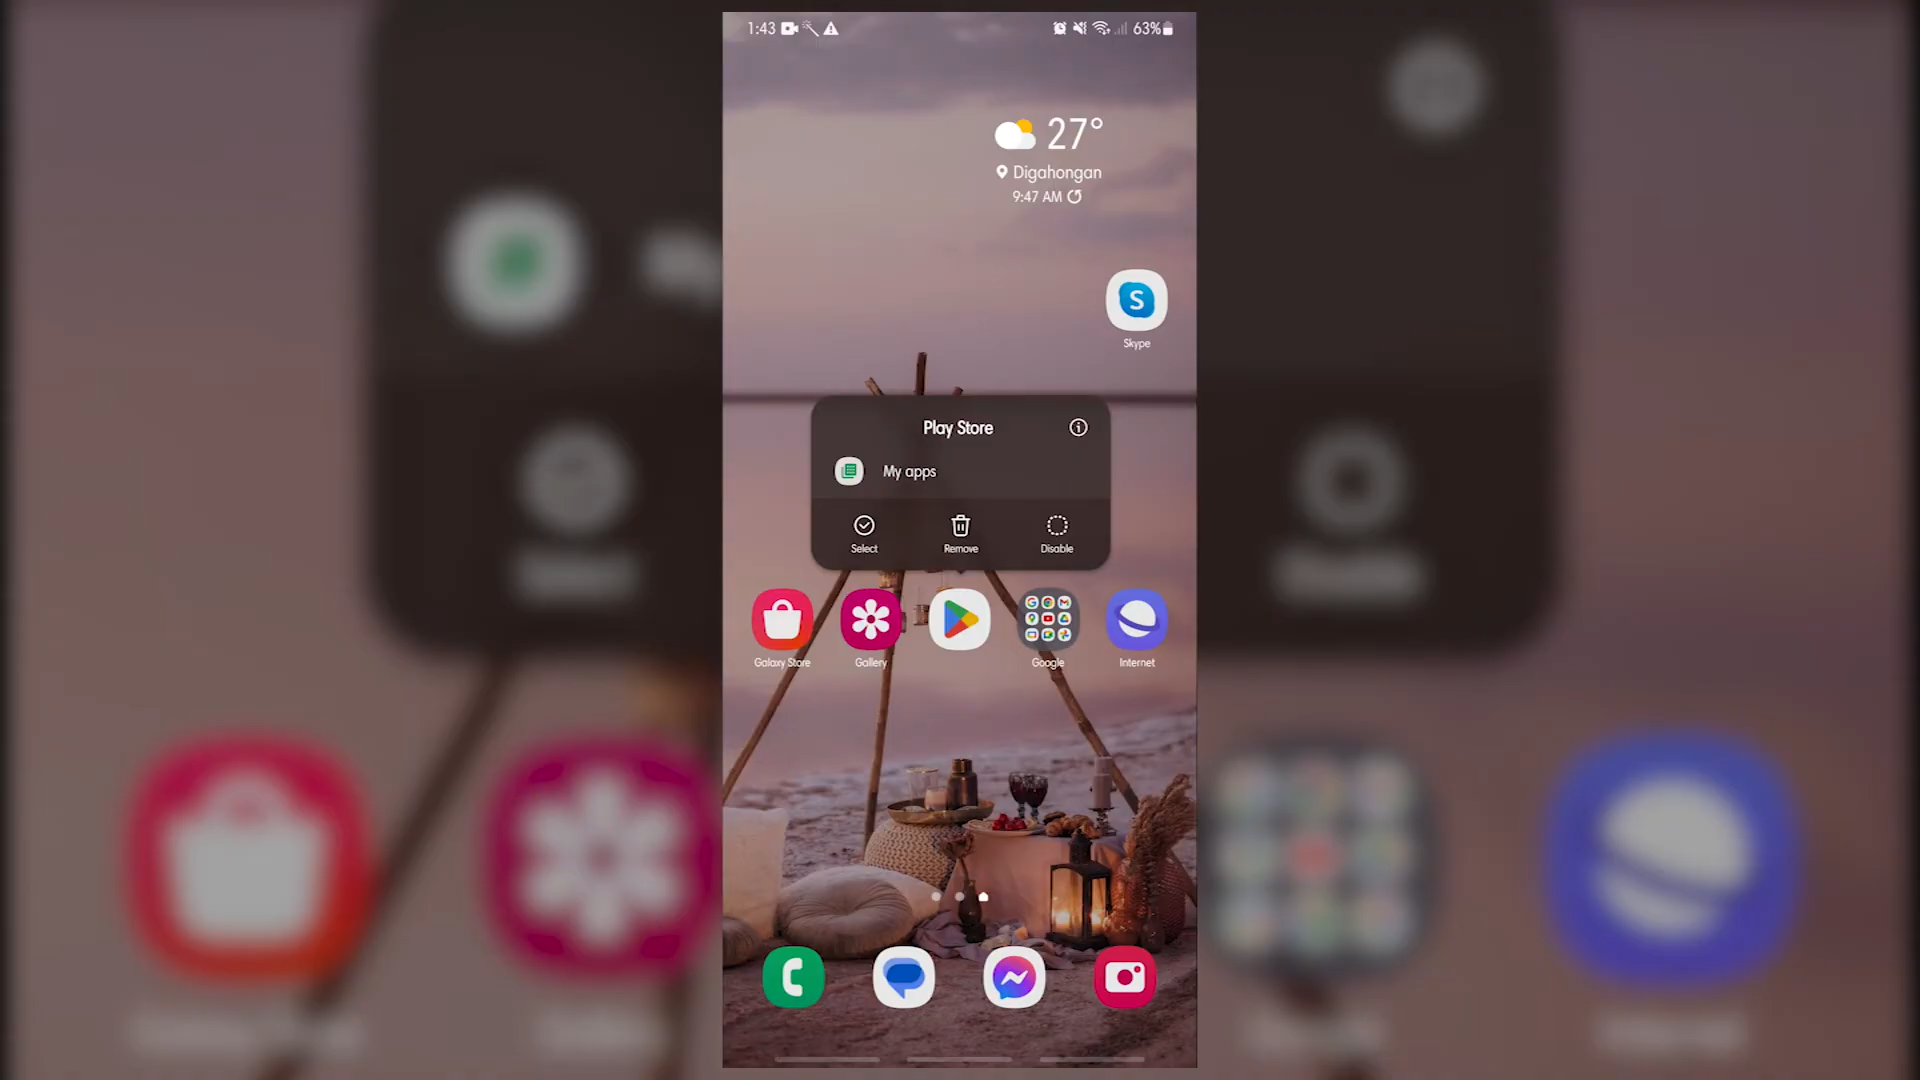 1:43
63%
27°
Digahongan
9:47 AM
S
Skype
Play Store
My apps
Select
Remove
Disable
Galaxy Store
Gallery
Google
Internet